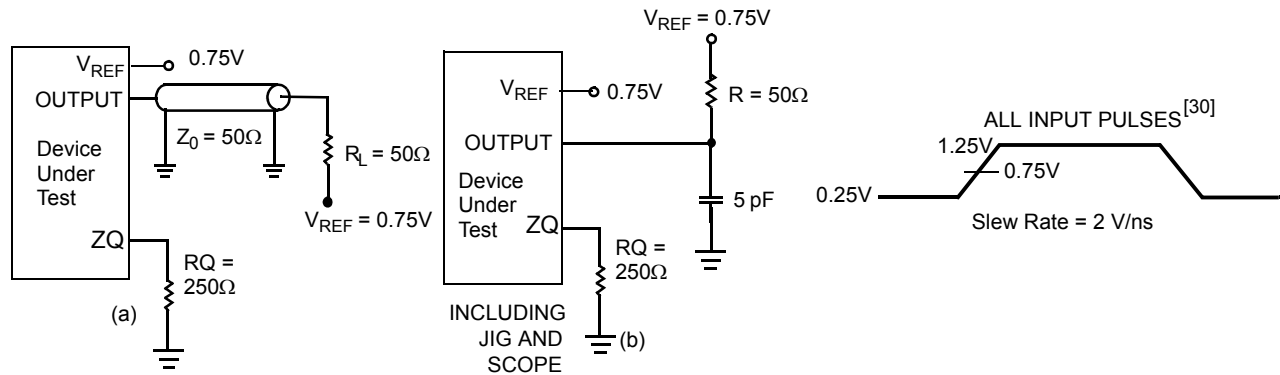 V_REF 0.75V
OUTPUT
Z_0 = 50Ω
Device
Under
Test
R_L = 50Ω
V_REF = 0.75V
ZQ
RQ =
250Ω
(a)
V_REF = 0.75V
R = 50Ω
V_REF 0.75V
OUTPUT
Device
Under
Test
5 pF
ZQ
RQ =
250Ω
INCLUDING
JIG AND
SCOPE
(b)
ALL INPUT PULSES[30]
1.25V
0.75V
0.25V
Slew Rate = 2 V/ns